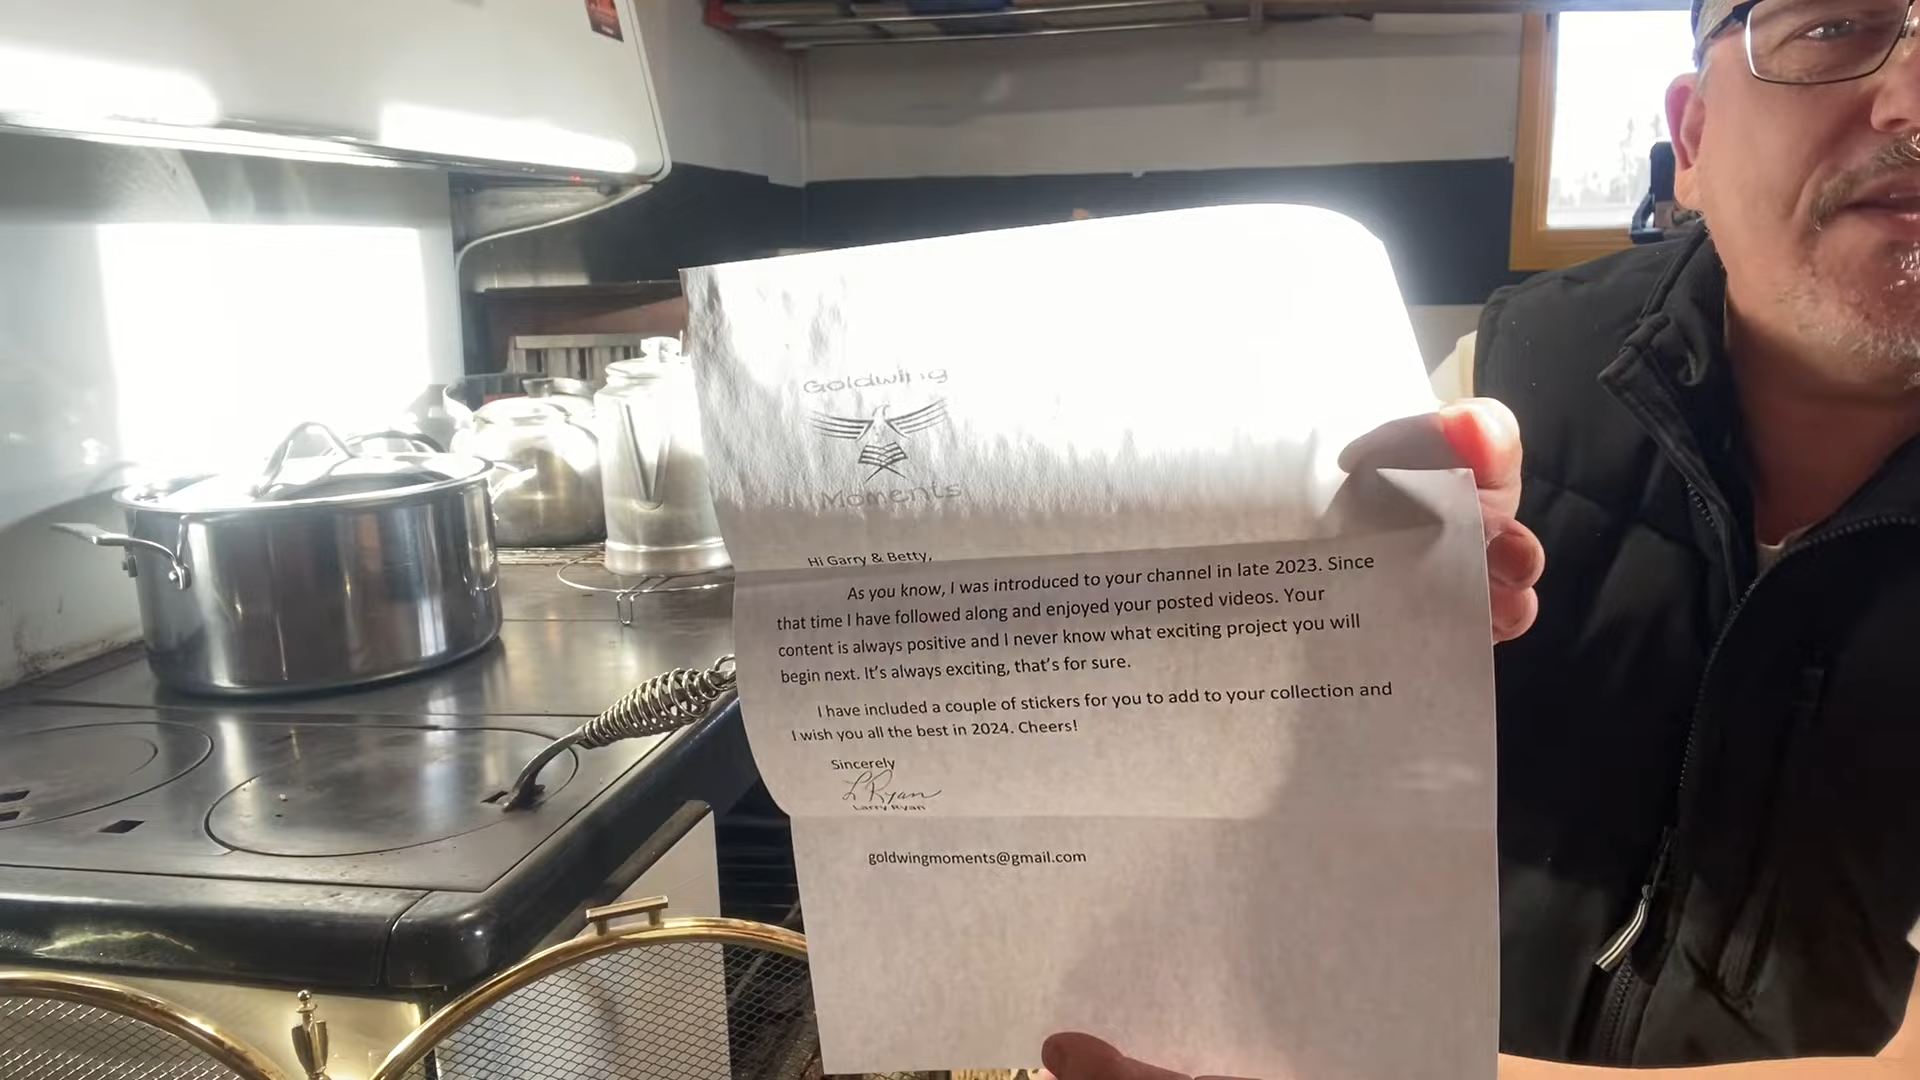 Goldwing
Moments
Hi Garry & Betty,
As you know, I was introduced to your channel in late 2023. Since
that time I have followed along and enjoyed your posted videos. Your
content is always positive and I never know what exciting project you will
begin next. It's always exciting, that's for sure.
I have included a couple of stickers for you to add to your collection and
I wish you all the best in 2024. Cheers!
Sincerely
L Ryan
Larry Ryan
goldwingmoments@gmail.com